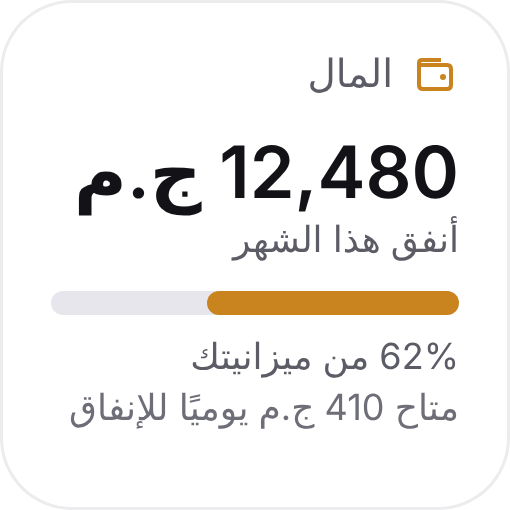 المال
12,480 ج.م
أنفق هذا الشهر
62% من ميزانيتك
متاح 410 ج.م يوميًا للإنفاق